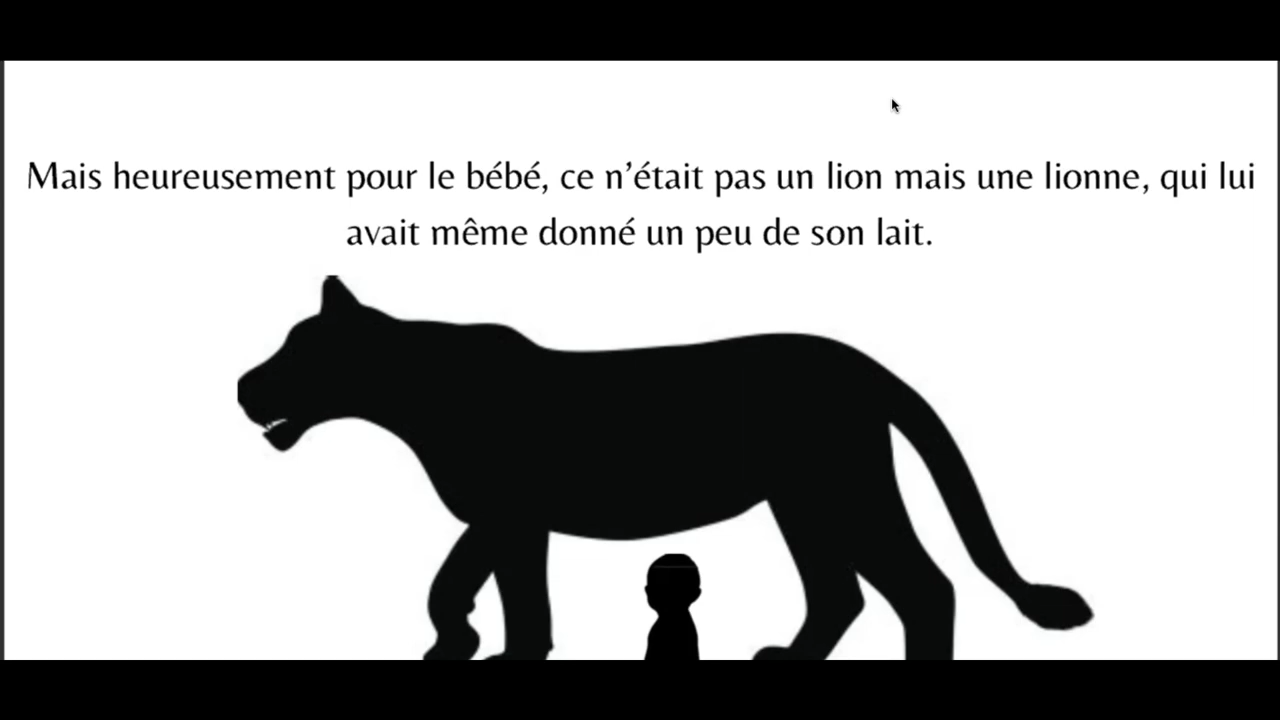 Mais heureusement pour le bébé, ce n’était pas un lion mais une lionne, qui lui
avait même donné un peu de son lait.